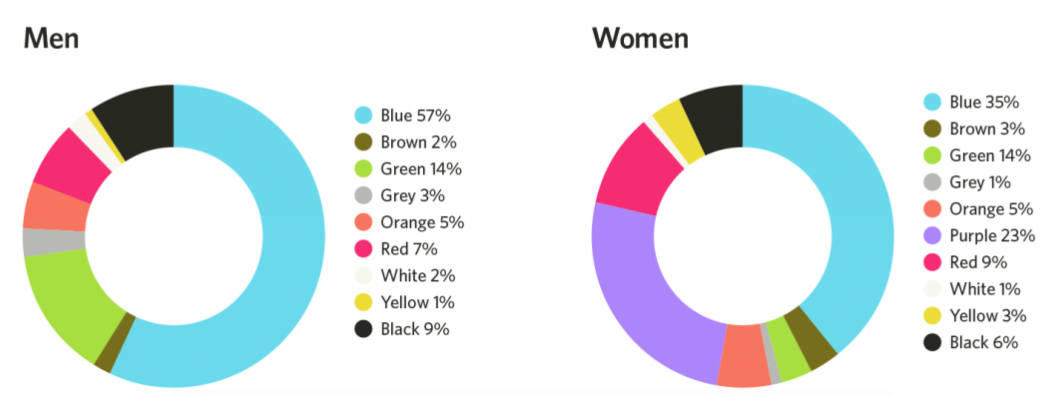 Men
Blue 57%
Brown 2%
Green 14%
Grey 3%
Orange 5%
Red 7%
White 2%
Yellow 1%
Black 9%
Women
Blue 35%
Brown 3%
Green 14%
Grey 1%
Orange 5%
Purple 23%
Red 9%
White 1%
Yellow 3%
Black 6%